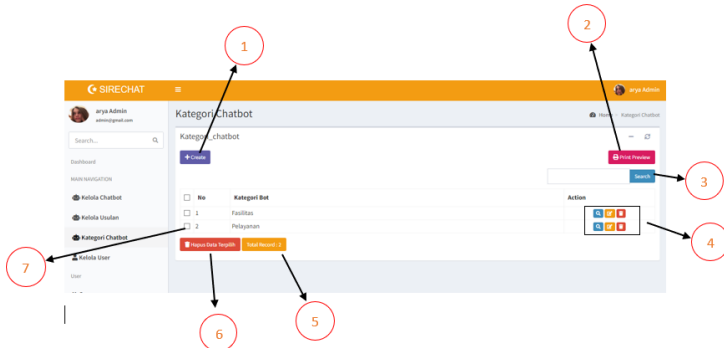 1
2
SIRECHAT
arya Admin
arya Admin
admin@gmail.com
Kategori Chatbot
Home / Kategori Chatbot
Search...
Kategori_chatbot
Dashboard
+ Create
Print Preview
MAIN NAVIGATION
Search
3
Kelola Chatbot
No Kategori Bot Action
Kelola Usulan
1 Fasilitas
2 Pelayanan
Kategori Chatbot
4
Hapus Data Terpilih
Total Record : 2
Kelola User
7
User
6
5